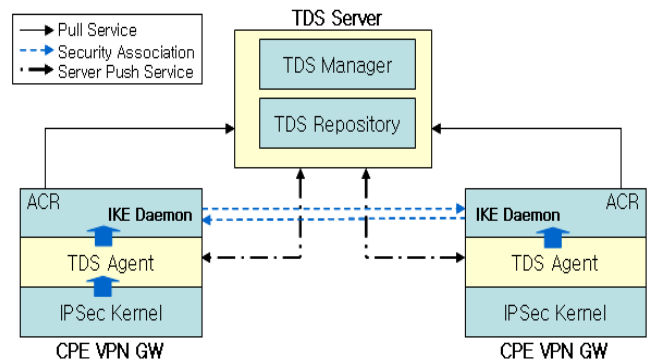 TDS Server
Pull Service
Security Association
Server Push Service
TDS Manager
TDS Repository
ACR
IKE Daemon
TDS Agent
IPSec Kernel
CPE VPN GW
ACR
IKE Daemon
TDS Agent
IPSec Kernel
CPE VPN GW